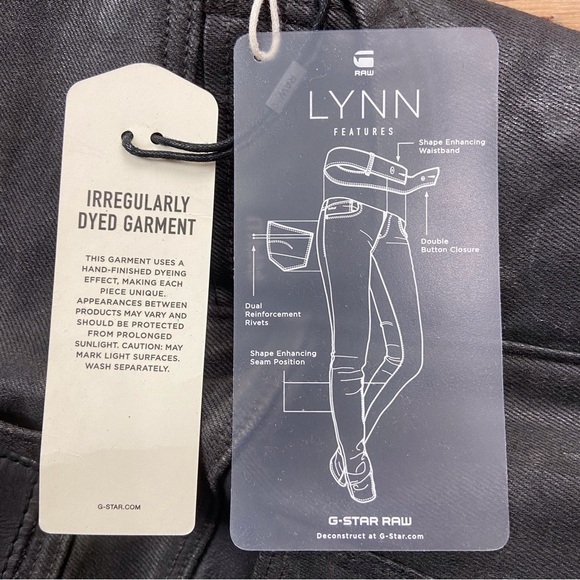 IRREGULARLY
DYED GARMENT
THIS GARMENT USES A
HAND-FINISHED DYEING
EFFECT, MAKING EACH
PIECE UNIQUE.
APPEARANCES BETWEEN
PRODUCTS MAY VARY AND
SHOULD BE PROTECTED
FROM PROLONGED
SUNLIGHT. CAUTION: MAY
MARK LIGHT SURFACES.
WASH SEPARATELY.
G-STAR.COM
G
RAW
LYNN
FEATURES
Shape Enhancing
Waistband
Double
Button Closure
Dual
Reinforcement
Rivets
Shape Enhancing
Seam Position
G-STAR RAW
Deconstruct at G-Star.com